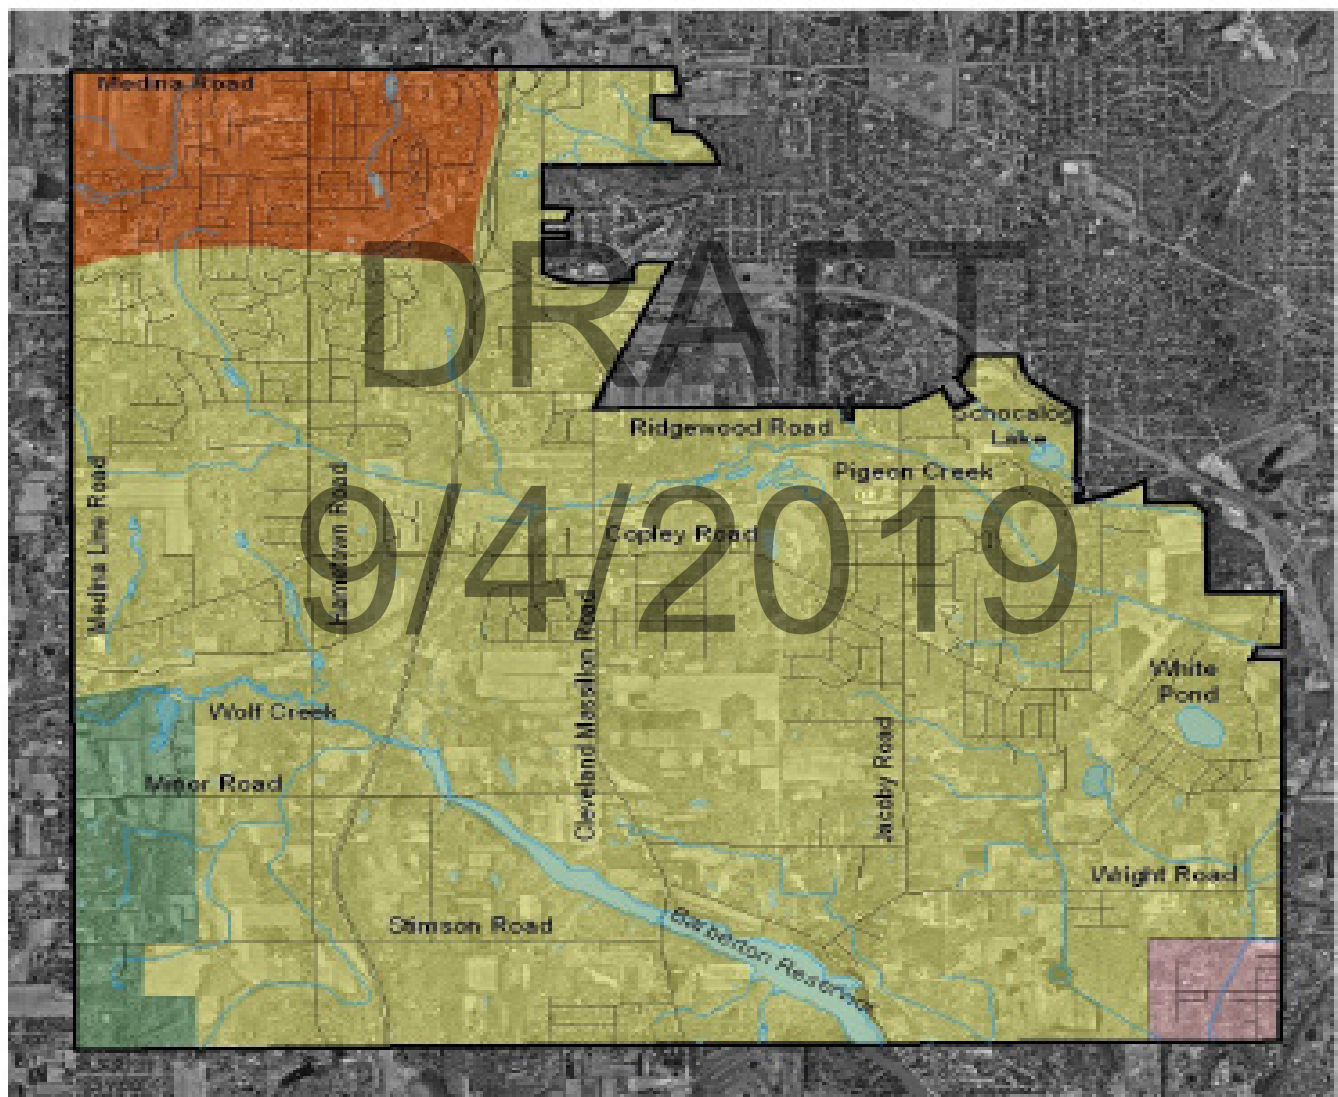 Medina Road
DRAFT
Ridgewood Road
Schocalog
Lake
Pigeon Creek
Medina Line Road
Hametown Road
9/4/2019
Copley Road
Cleveland Massillon Road
White
Pond
Wolf Creek
Minor Road
Jacoby Road
Wright Road
Stimson Road
Barberton Reservoir